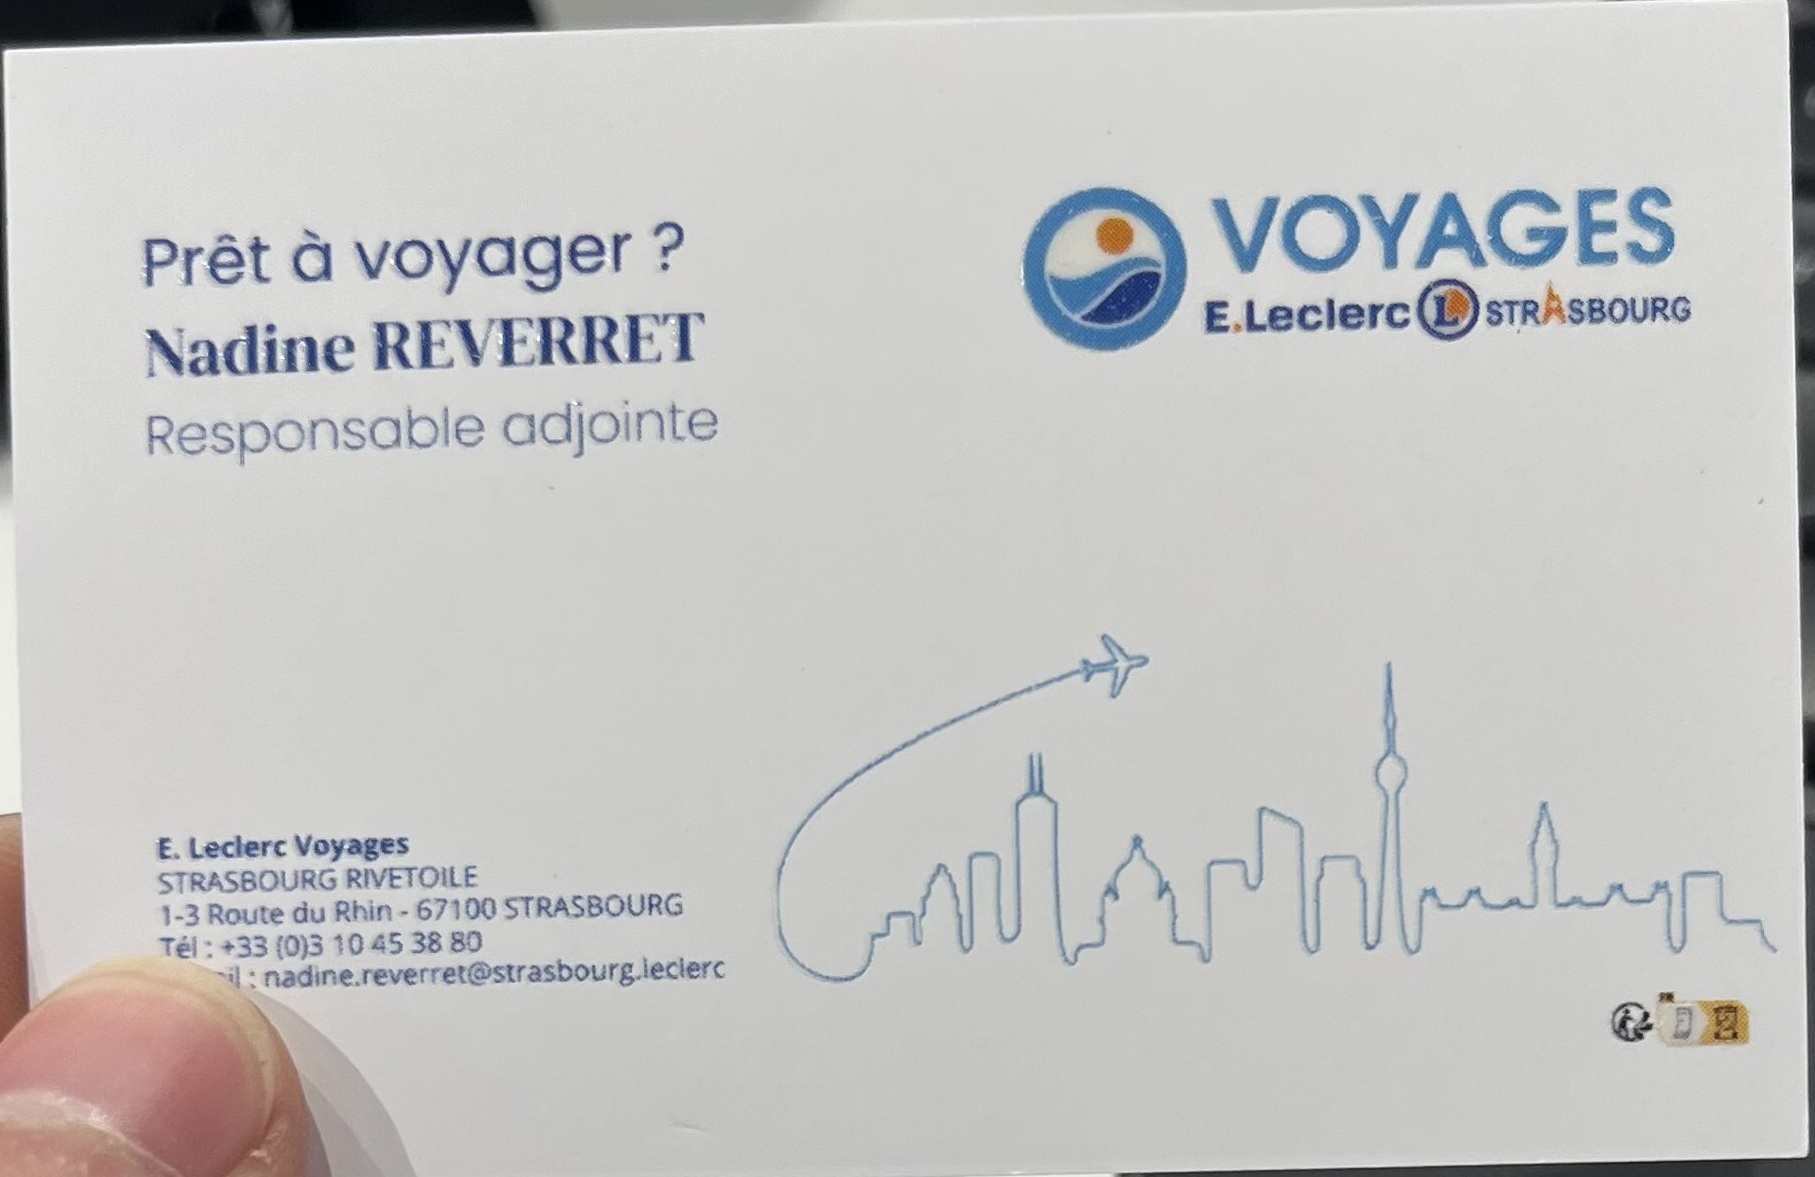 Prêt à voyager ?
Nadine REVERRET
Responsable adjointe
VOYAGES
E.Leclerc L STRASBOURG
E. Leclerc Voyages
STRASBOURG RIVETOILE
1-3 Route du Rhin - 67100 STRASBOURG
Tél : +33 (0)3 10 45 38 80
il : nadine.reverret@strasbourg.leclerc